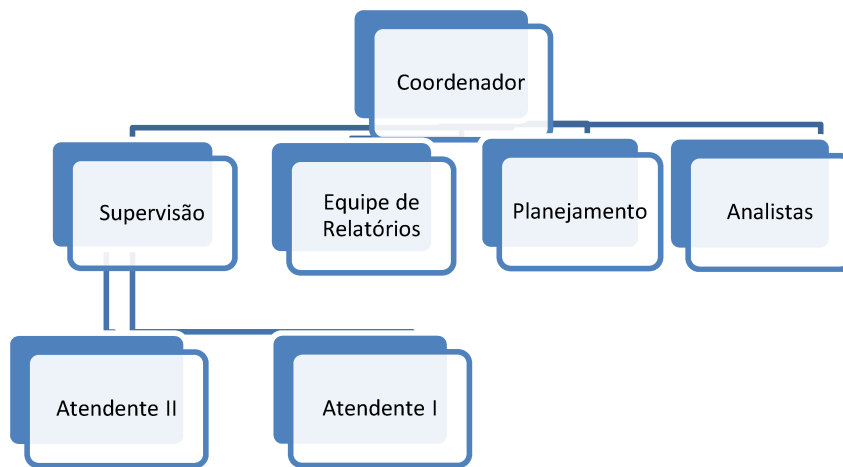 Coordenador
Supervisão
Equipe de
Relatórios
Planejamento
Analistas
Atendente II
Atendente I